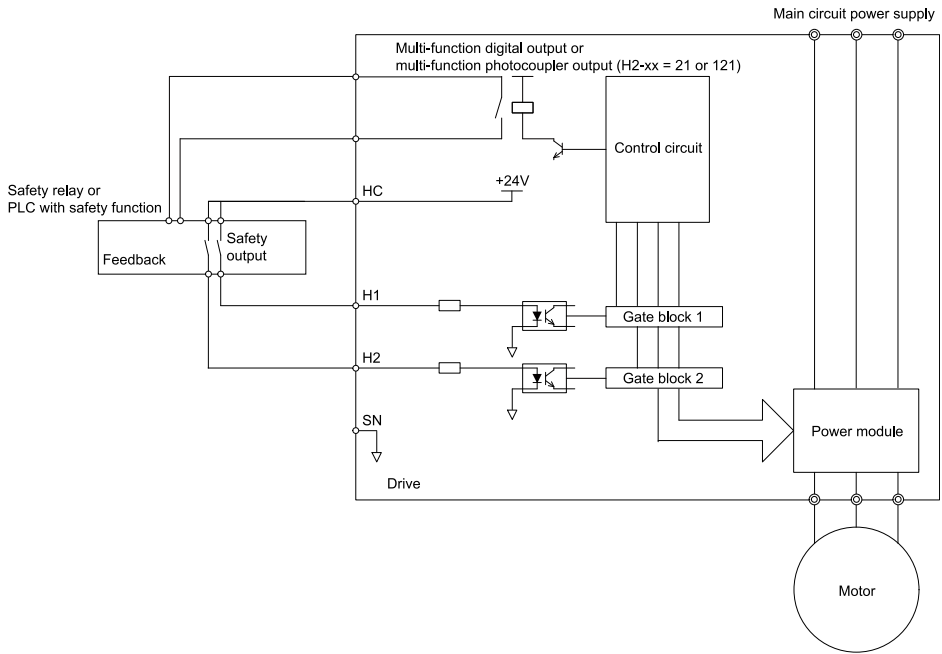 Main circuit power supply
Multi-function digital output or
multi-function photocoupler output (H2-xx = 21 or 121)
Control circuit
+24V
HC
Safety relay or
PLC with safety function
Safety
output
Feedback
H1
Gate block 1
H2
Gate block 2
SN
Power module
Drive
Motor